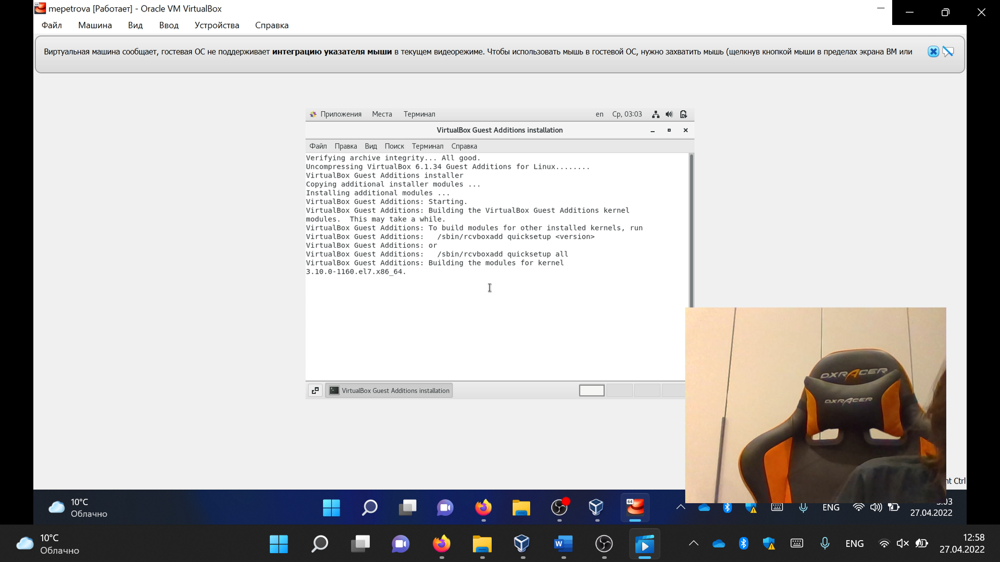 mepetrova [Работает] - Oracle VM VirtualBox
Файл Машина Вид Ввод Устройства Справка
Виртуальная машина сообщает, гостевая ОС не поддерживает интеграцию указателя мыши в текущем видеорежиме. Чтобы использовать мышь в гостевой ОС, нужно захватить мышь (щелкнув кнопкой мыши в пределах экрана ВМ или
Приложения Места Терминал en Ср, 03:03
VirtualBox Guest Additions installation
Файл Правка Вид Поиск Терминал Справка
Verifying archive integrity... All good.
Uncompressing VirtualBox 6.1.34 Guest Additions for Linux........
VirtualBox Guest Additions installer
Copying additional installer modules ...
Installing additional modules ...
VirtualBox Guest Additions: Starting.
VirtualBox Guest Additions: Building the VirtualBox Guest Additions kernel
modules.  This may take a while.
VirtualBox Guest Additions: To build modules for other installed kernels, run
VirtualBox Guest Additions:   /sbin/rcvboxadd quicksetup <version>
VirtualBox Guest Additions: or
VirtualBox Guest Additions:   /sbin/rcvboxadd quicksetup all
VirtualBox Guest Additions: Building the modules for kernel
3.10.0-1160.el7.x86_64.
VirtualBox Guest Additions installation
DXRACER
DXRACER
Ctrl
10°C
Облачно
64
ENG
27.04.2022
10°C
Облачно
W
ENG
12:58
27.04.2022